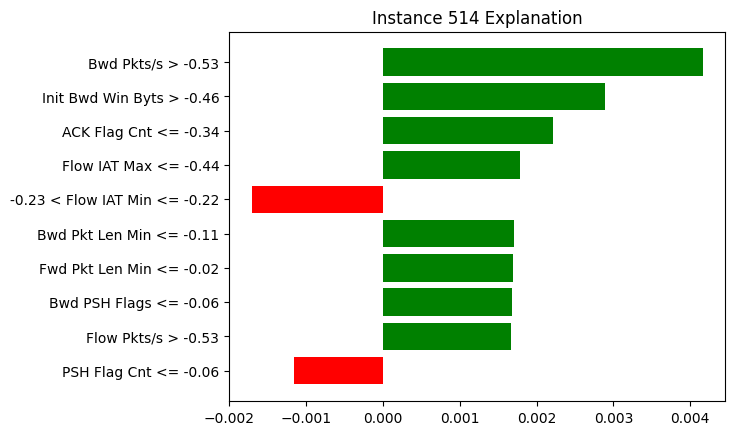 Instance 514 Explanation
Bwd Pkts/s > -0.53
Init Bwd Win Byts > -0.46
ACK Flag Cnt <= -0.34
Flow IAT Max <= -0.44
-0.23 < Flow IAT Min <= -0.22
Bwd Pkt Len Min <= -0.11
Fwd Pkt Len Min <= -0.02
Bwd PSH Flags <= -0.06
Flow Pkts/s > -0.53
PSH Flag Cnt <= -0.06
−0.002 −0.001 0.000 0.001 0.002 0.003 0.004